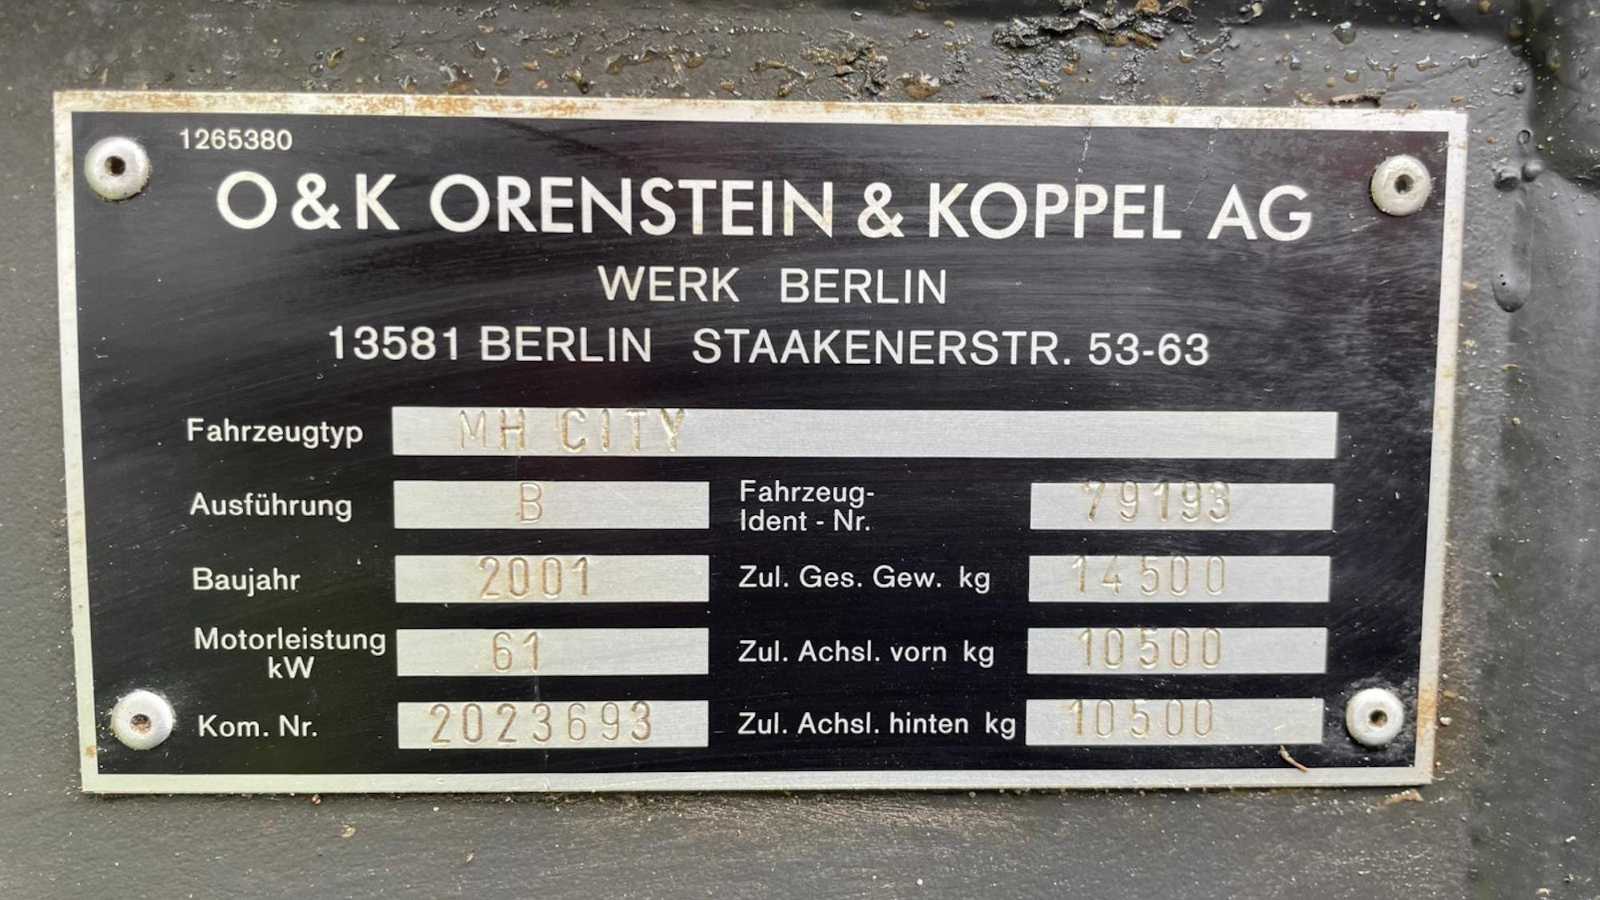 1265380
O&K ORENSTEIN & KOPPEL AG
WERK BERLIN
13581 BERLIN STAAKENERSTR. 53-63
Fahrzeugtyp MH CITY
Ausführung B
Fahrzeug-
Ident - Nr. 79193
Baujahr 2001
Zul. Ges. Gew. kg 14500
Motorleistung
kW 61
Zul. Achsl. vorn kg 10500
Kom. Nr. 2023693
Zul. Achsl. hinten kg 10500